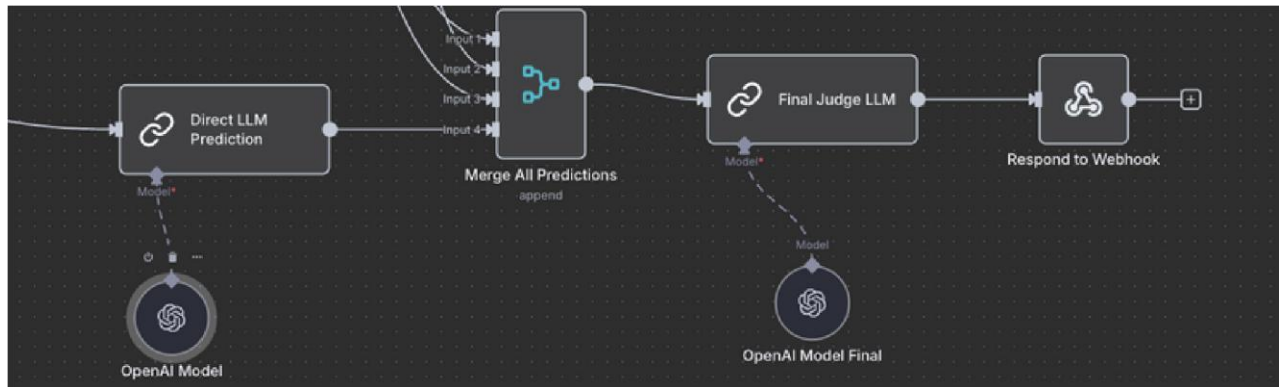 Direct LLM
Prediction
Model*
OpenAI Model
Input 1
Input 2
Input 3
Input 4
Merge All Predictions
append
Final Judge LLM
Model*
Model
OpenAI Model Final
Respond to Webhook